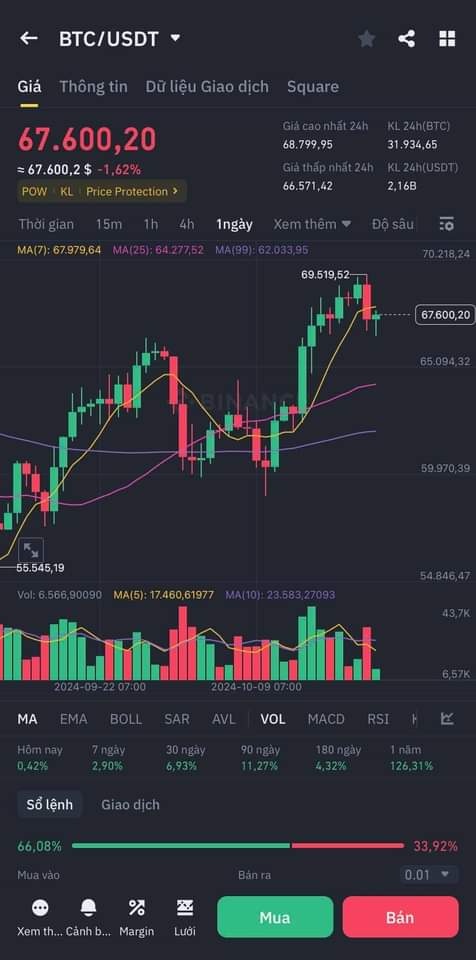 BTC/USDT
Giá Thông tin Dữ liệu Giao dịch Square
67.600,20
≈ 67.600,2 $ -1,62%
POW KL Price Protection
Giá cao nhất 24h KL 24h(BTC)
68.799,95 31.934,65
Giá thấp nhất 24h KL 24h(USDT)
66.571,42 2,16B
Thời gian 15m 1h 4h 1ngày Xem thêm Độ sâu
MA(7): 67.979,64 MA(25): 64.277,52 MA(99): 62.033,95
70.218,24
69.519,52
67.600,20
65.094,32
BINANC
59.970,39
55.545,19
54.846,47
Vol: 6.566,90090 MA(5): 17.460,61977 MA(10): 23.583,27093
43,7K
6,57K
2024-09-22 07:00 2024-10-09 07:00
MA EMA BOLL SAR AVL VOL MACD RSI
Hôm nay 7 ngày 30 ngày 90 ngày 180 ngày 1 năm
0,42% 2,90% 6,93% 11,27% 4,32% 126,31%
Sổ lệnh Giao dịch
66,08% 33,92%
Mua vào Bán ra 0.01
Xem th... Cảnh b... Margin Lưới
Mua Bán